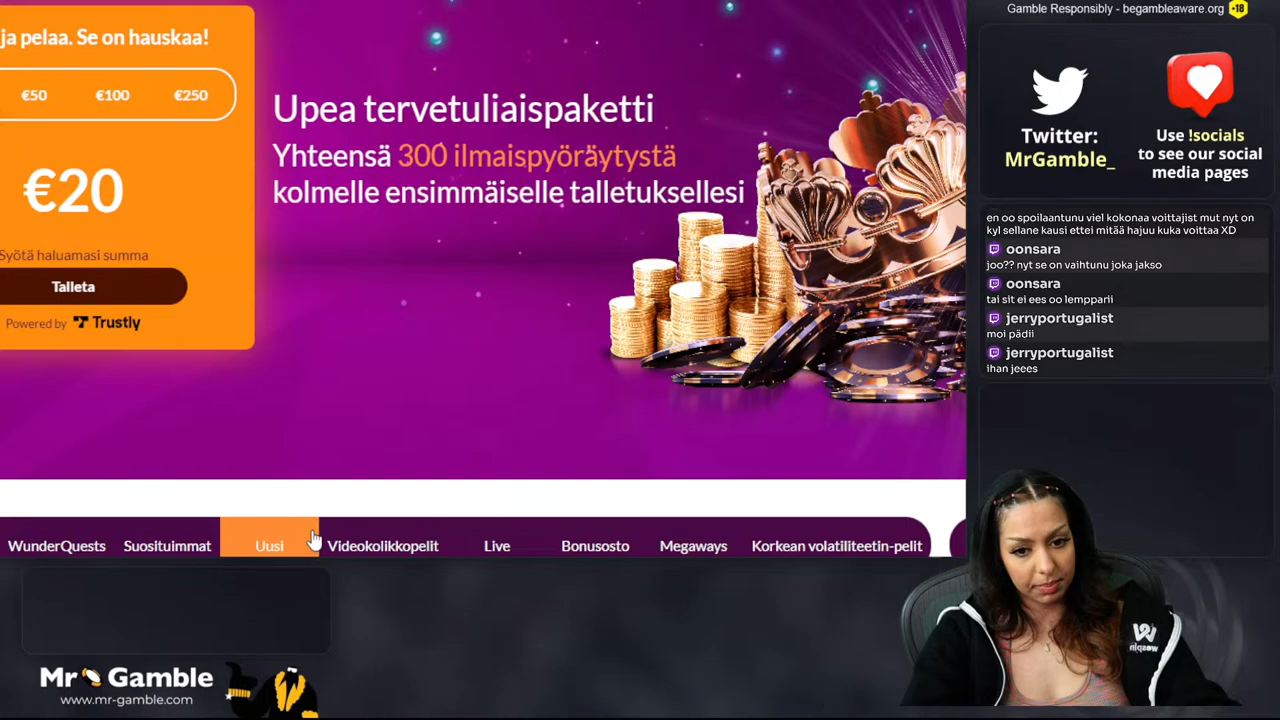 Gamble Responsibly - begambleaware.org +18
ja pelaa. Se on hauskaa!
€50 €100 €250
€20
Syötä haluamasi summa
Talleta
Powered by Trustly
Upea tervetuliaispaketti
Yhteensä 300 ilmaispyöräytystä
kolmelle ensimmäiselle talletuksellesi
Twitter:
MrGamble_
Use !socials
to see our social
media pages
en oo spoilaantunu viel kokonaa voittajist mut nyt on
kyl sellane kausi ettei mitää hajuu kuka voittaa XD
oonsara
joo?? nyt se on vaihtunu joka jakso
oonsara
tai sit ei ees oo lempparii
jerryportugalist
moi pädii
jerryportugalist
ihan jeees
WunderQuests Suosituimmat Uusi Videokolikkopelit Live Bonusosto Megaways Korkean volatiliteetin-pelit
Mr Gamble
www.mr-gamble.com